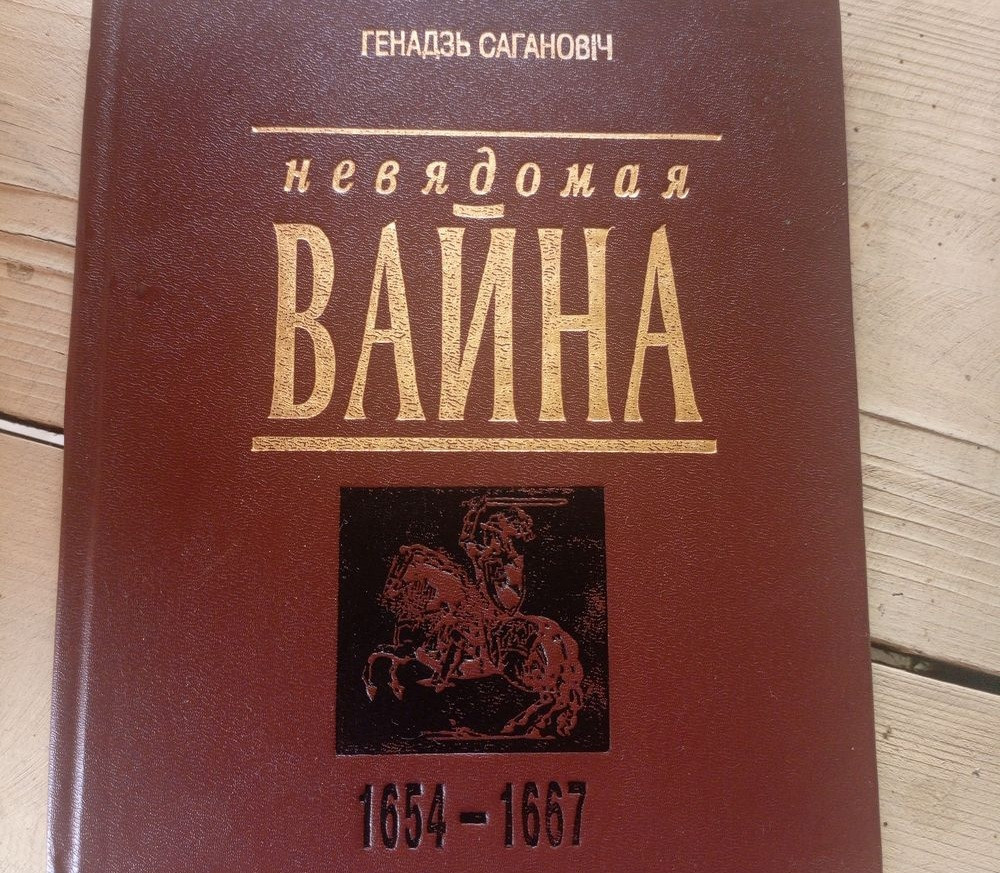 ГЕНАДЗЬ САГАНОВІЧ
невядомая
ВАЙНА
1654 – 1667